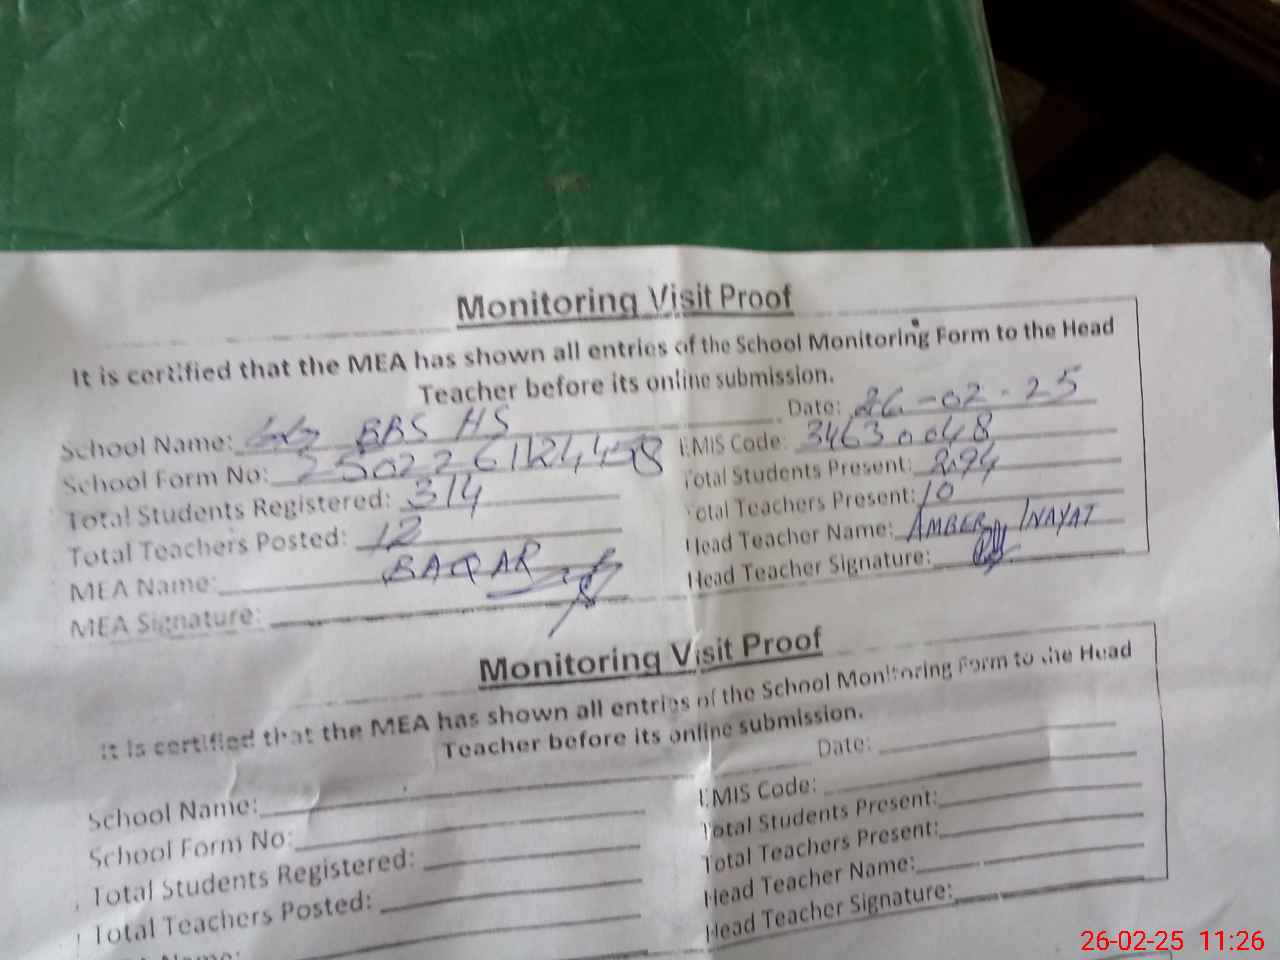 Monitoring Visit Proof
It is certified that the MEA has shown all entries of the School Monitoring Form to the Head
Teacher before its online submission.
School Name: GG BBS HS Date: 26-02-25
School Form No: EMIS Code: 34630048
Total Students Registered: 314 Total Students Present: 294
Total Teachers Posted: 12 Total Teachers Present: 10
MEA Name: BAQAR Head Teacher Name: AMBER INAYAT
MEA Signature: Head Teacher Signature:
Monitoring Visit Proof
It is certified that the MEA has shown all entries of the School Monitoring Form to the Head
Teacher before its online submission.
School Name: Date:
School Form No: EMIS Code:
Total Students Registered: Total Students Present:
Total Teachers Posted: Total Teachers Present:
Name: Head Teacher Name:
Head Teacher Signature:
26-02-25 11:26